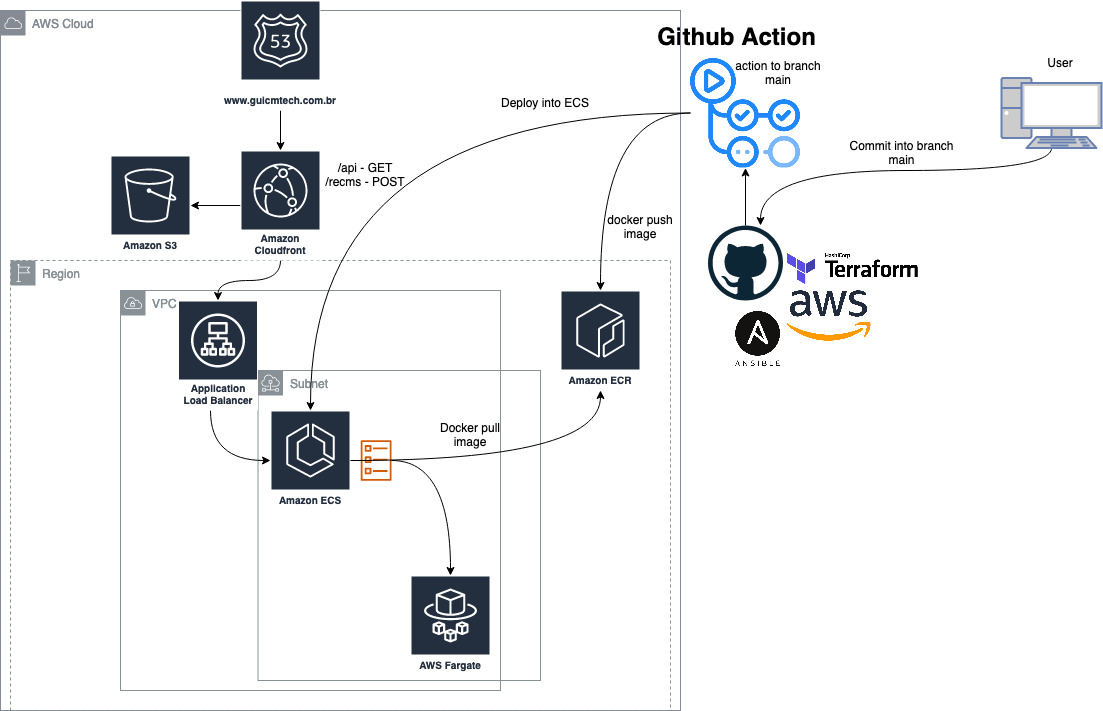 AWS Cloud
53
www.guicmtech.com.br
Github Action
action to branch
main
User
Deploy into ECS
Commit into branch
main
/api - GET
/recms - POST
Amazon S3
Amazon
Cloudfront
docker push
image
Region
HashiCorp
Terraform
aws
A
ANSIBLE
VPC
Application
Load Balancer
Subnet
Amazon ECR
Docker pull
image
Amazon ECS
AWS Fargate